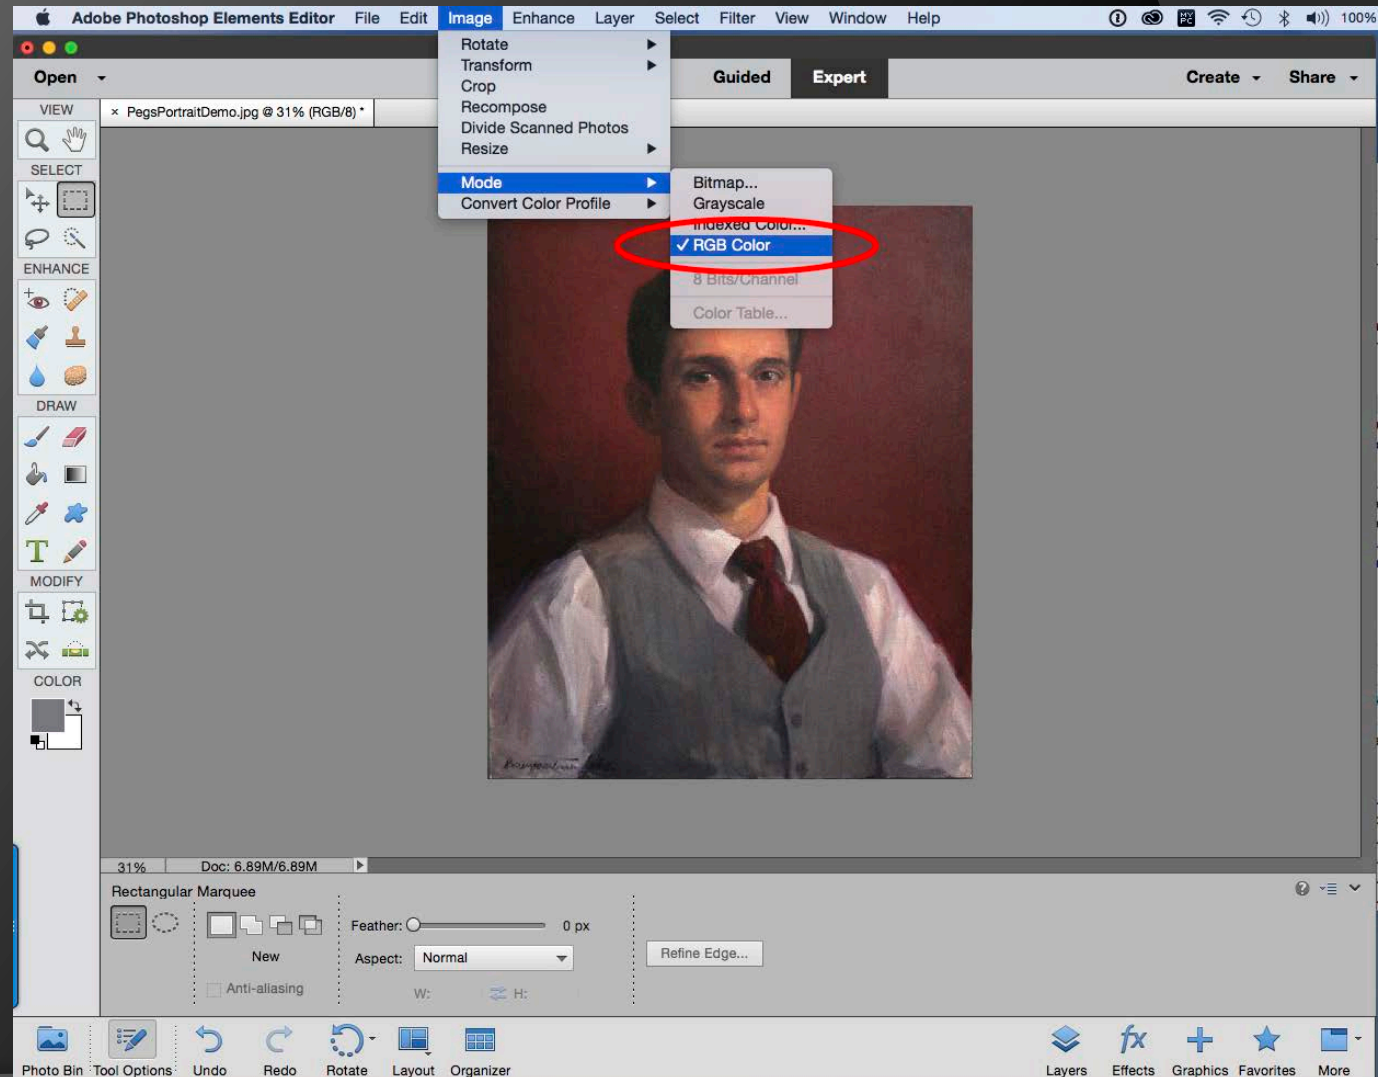 Adobe Photoshop Elements Editor File Edit Image Enhance Layer Select Filter View Window Help 100%
Open Guided Expert Create Share
VIEW
× PegsPortraitDemo.jpg @ 31% (RGB/8) *
Rotate
Transform
Crop
Recompose
Divide Scanned Photos
Resize
Mode
Convert Color Profile
Bitmap...
Grayscale
Indexed Color...
✓ RGB Color
8 Bits/Channel
Color Table...
SELECT
ENHANCE
DRAW
T
MODIFY
COLOR
31% Doc: 6.89M/6.89M
Rectangular Marquee
New
Anti-aliasing
Feather: 0 px
Aspect: Normal
W: H:
Refine Edge...
Photo Bin Tool Options Undo Redo Rotate Layout Organizer
fx
Layers Effects Graphics Favorites More